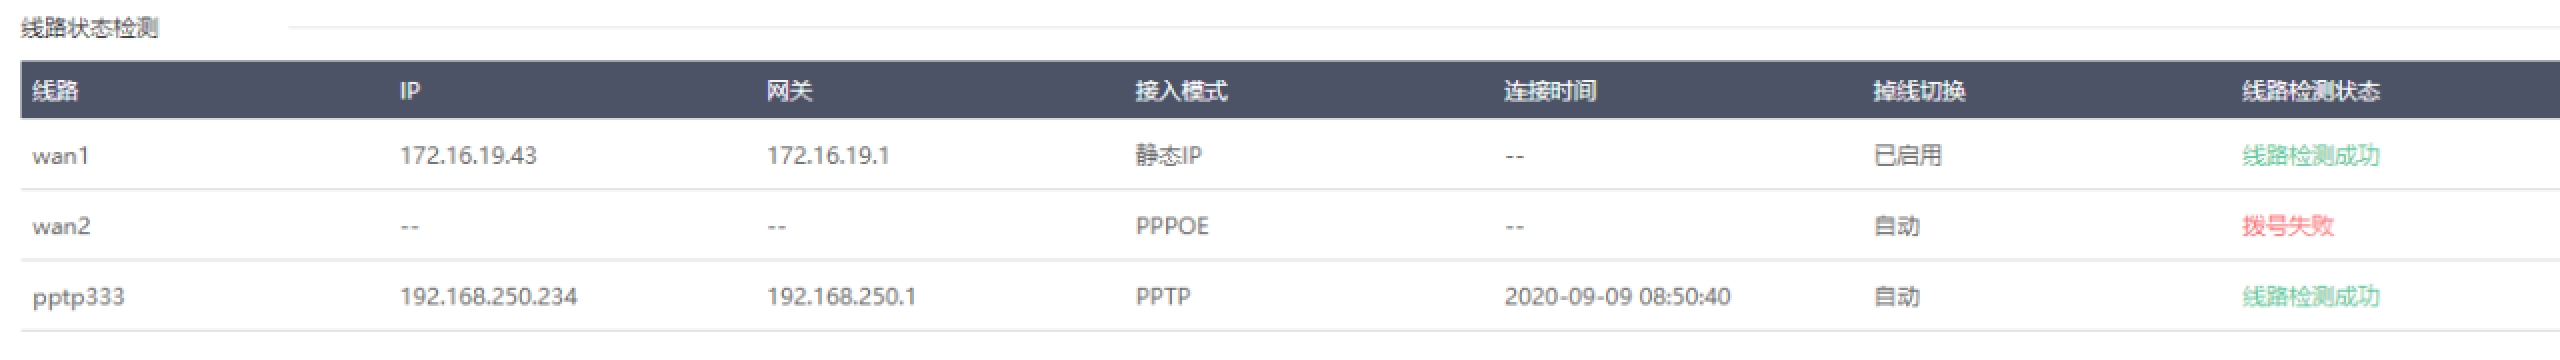 线路状态检测
线路 IP 网关 接入模式 连接时间 掉线切换 线路检测状态
wan1 172.16.19.43 172.16.19.1 静态IP -- 已启用 线路检测成功
wan2 -- -- PPPOE -- 自动 拨号失败
pptp333 192.168.250.234 192.168.250.1 PPTP 2020-09-09 08:50:40 自动 线路检测成功